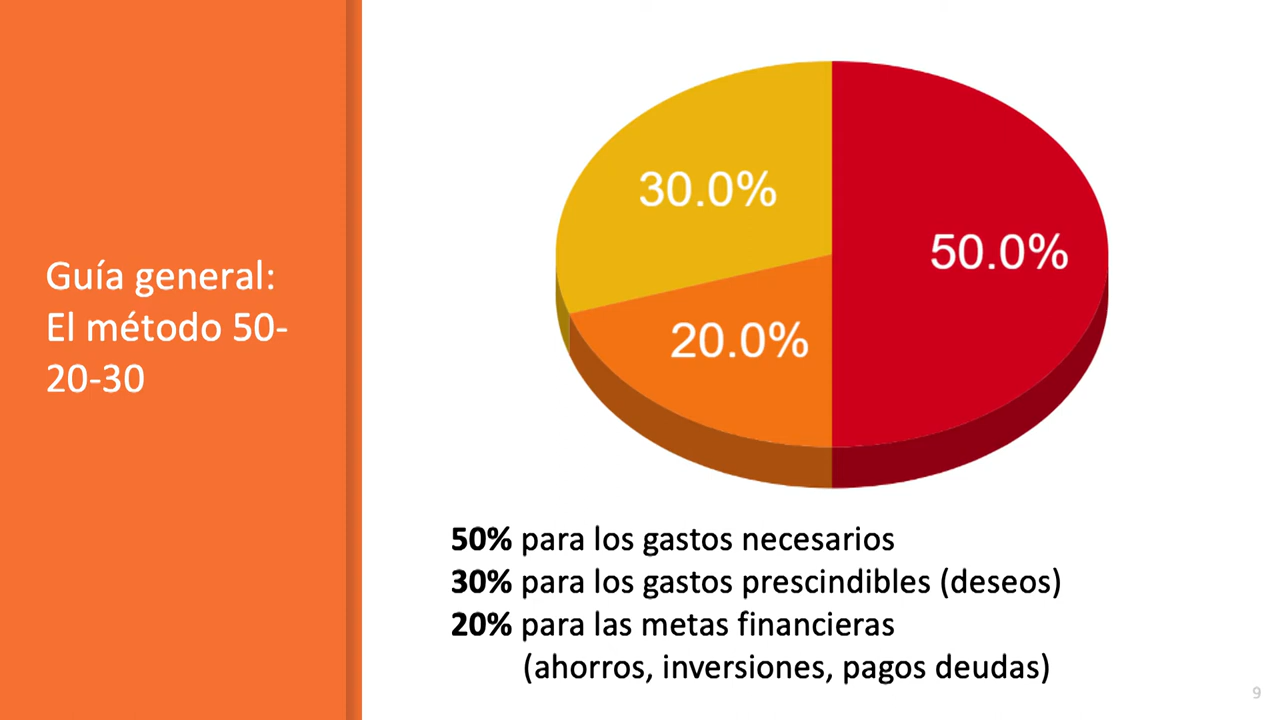 Guía general:
El método 50-
20-30
30.0%
50.0%
20.0%
50% para los gastos necesarios
30% para los gastos prescindibles (deseos)
20% para las metas financieras
(ahorros, inversiones, pagos deudas)
9